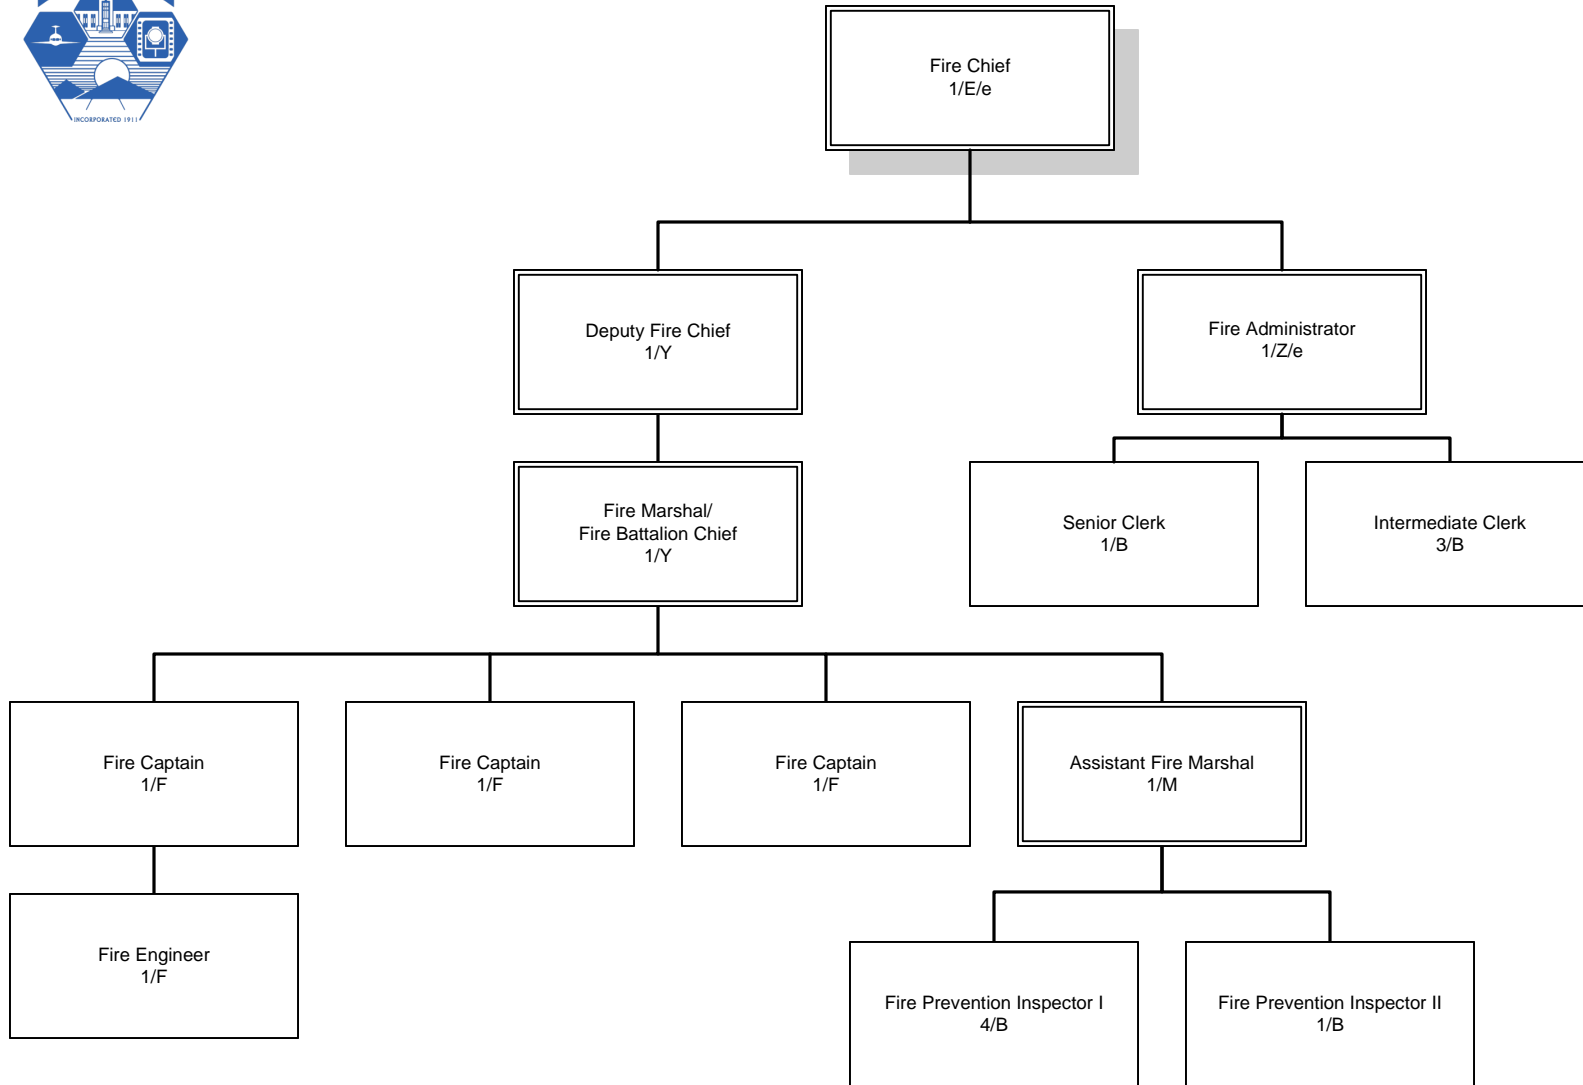 INCORPORATED 1911
Fire Chief
1/E/e
Deputy Fire Chief
1/Y
Fire Administrator
1/Z/e
Fire Marshal/
Fire Battalion Chief
1/Y
Senior Clerk
1/B
Intermediate Clerk
3/B
Fire Captain
1/F
Fire Captain
1/F
Fire Captain
1/F
Assistant Fire Marshal
1/M
Fire Engineer
1/F
Fire Prevention Inspector I
4/B
Fire Prevention Inspector II
1/B